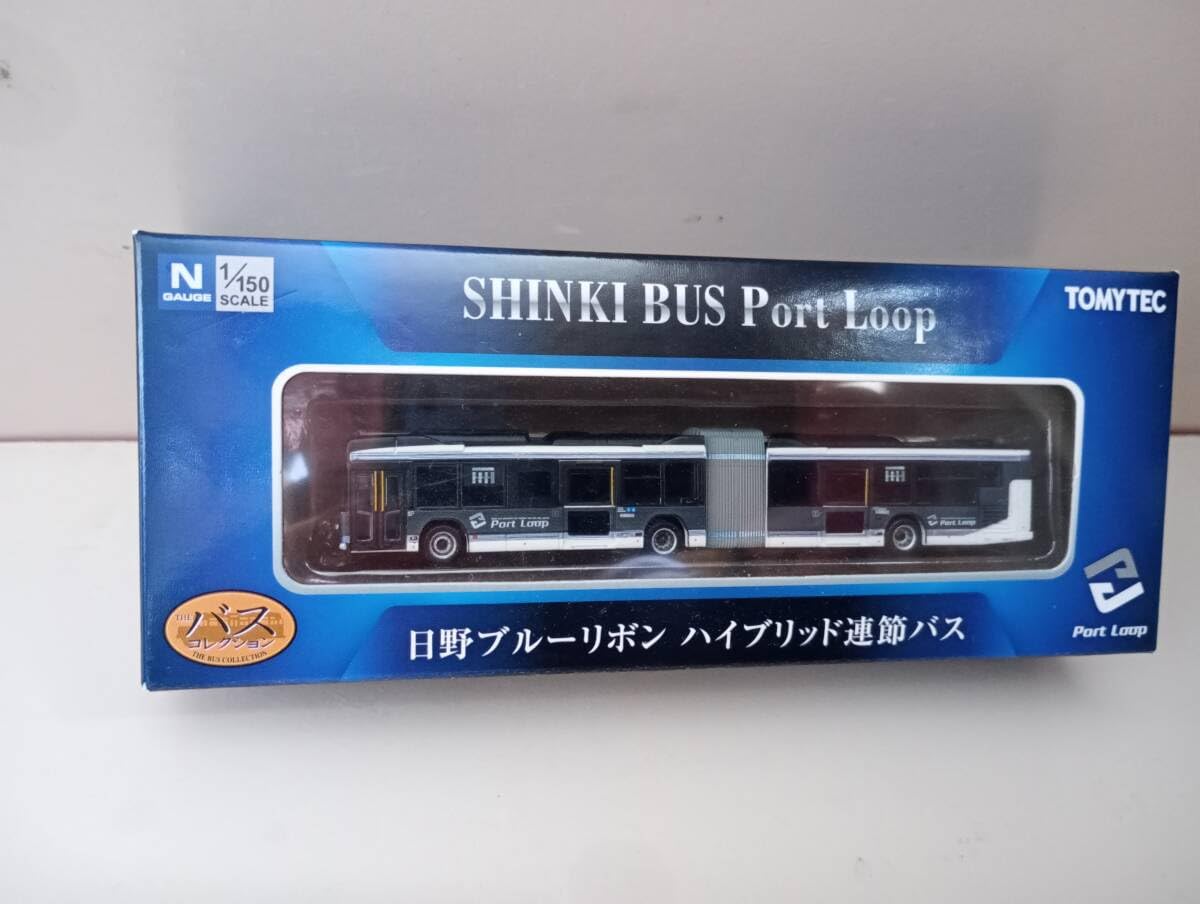 N
GAUGE
1/150
SCALE
SHINKI BUS Port Loop
TOMYTEC
Port Loop
Port Loop
THE
バス
コレクション
THE BUS COLLECTION
日野ブルーリボン ハイブリッド連節バス
Port Loop